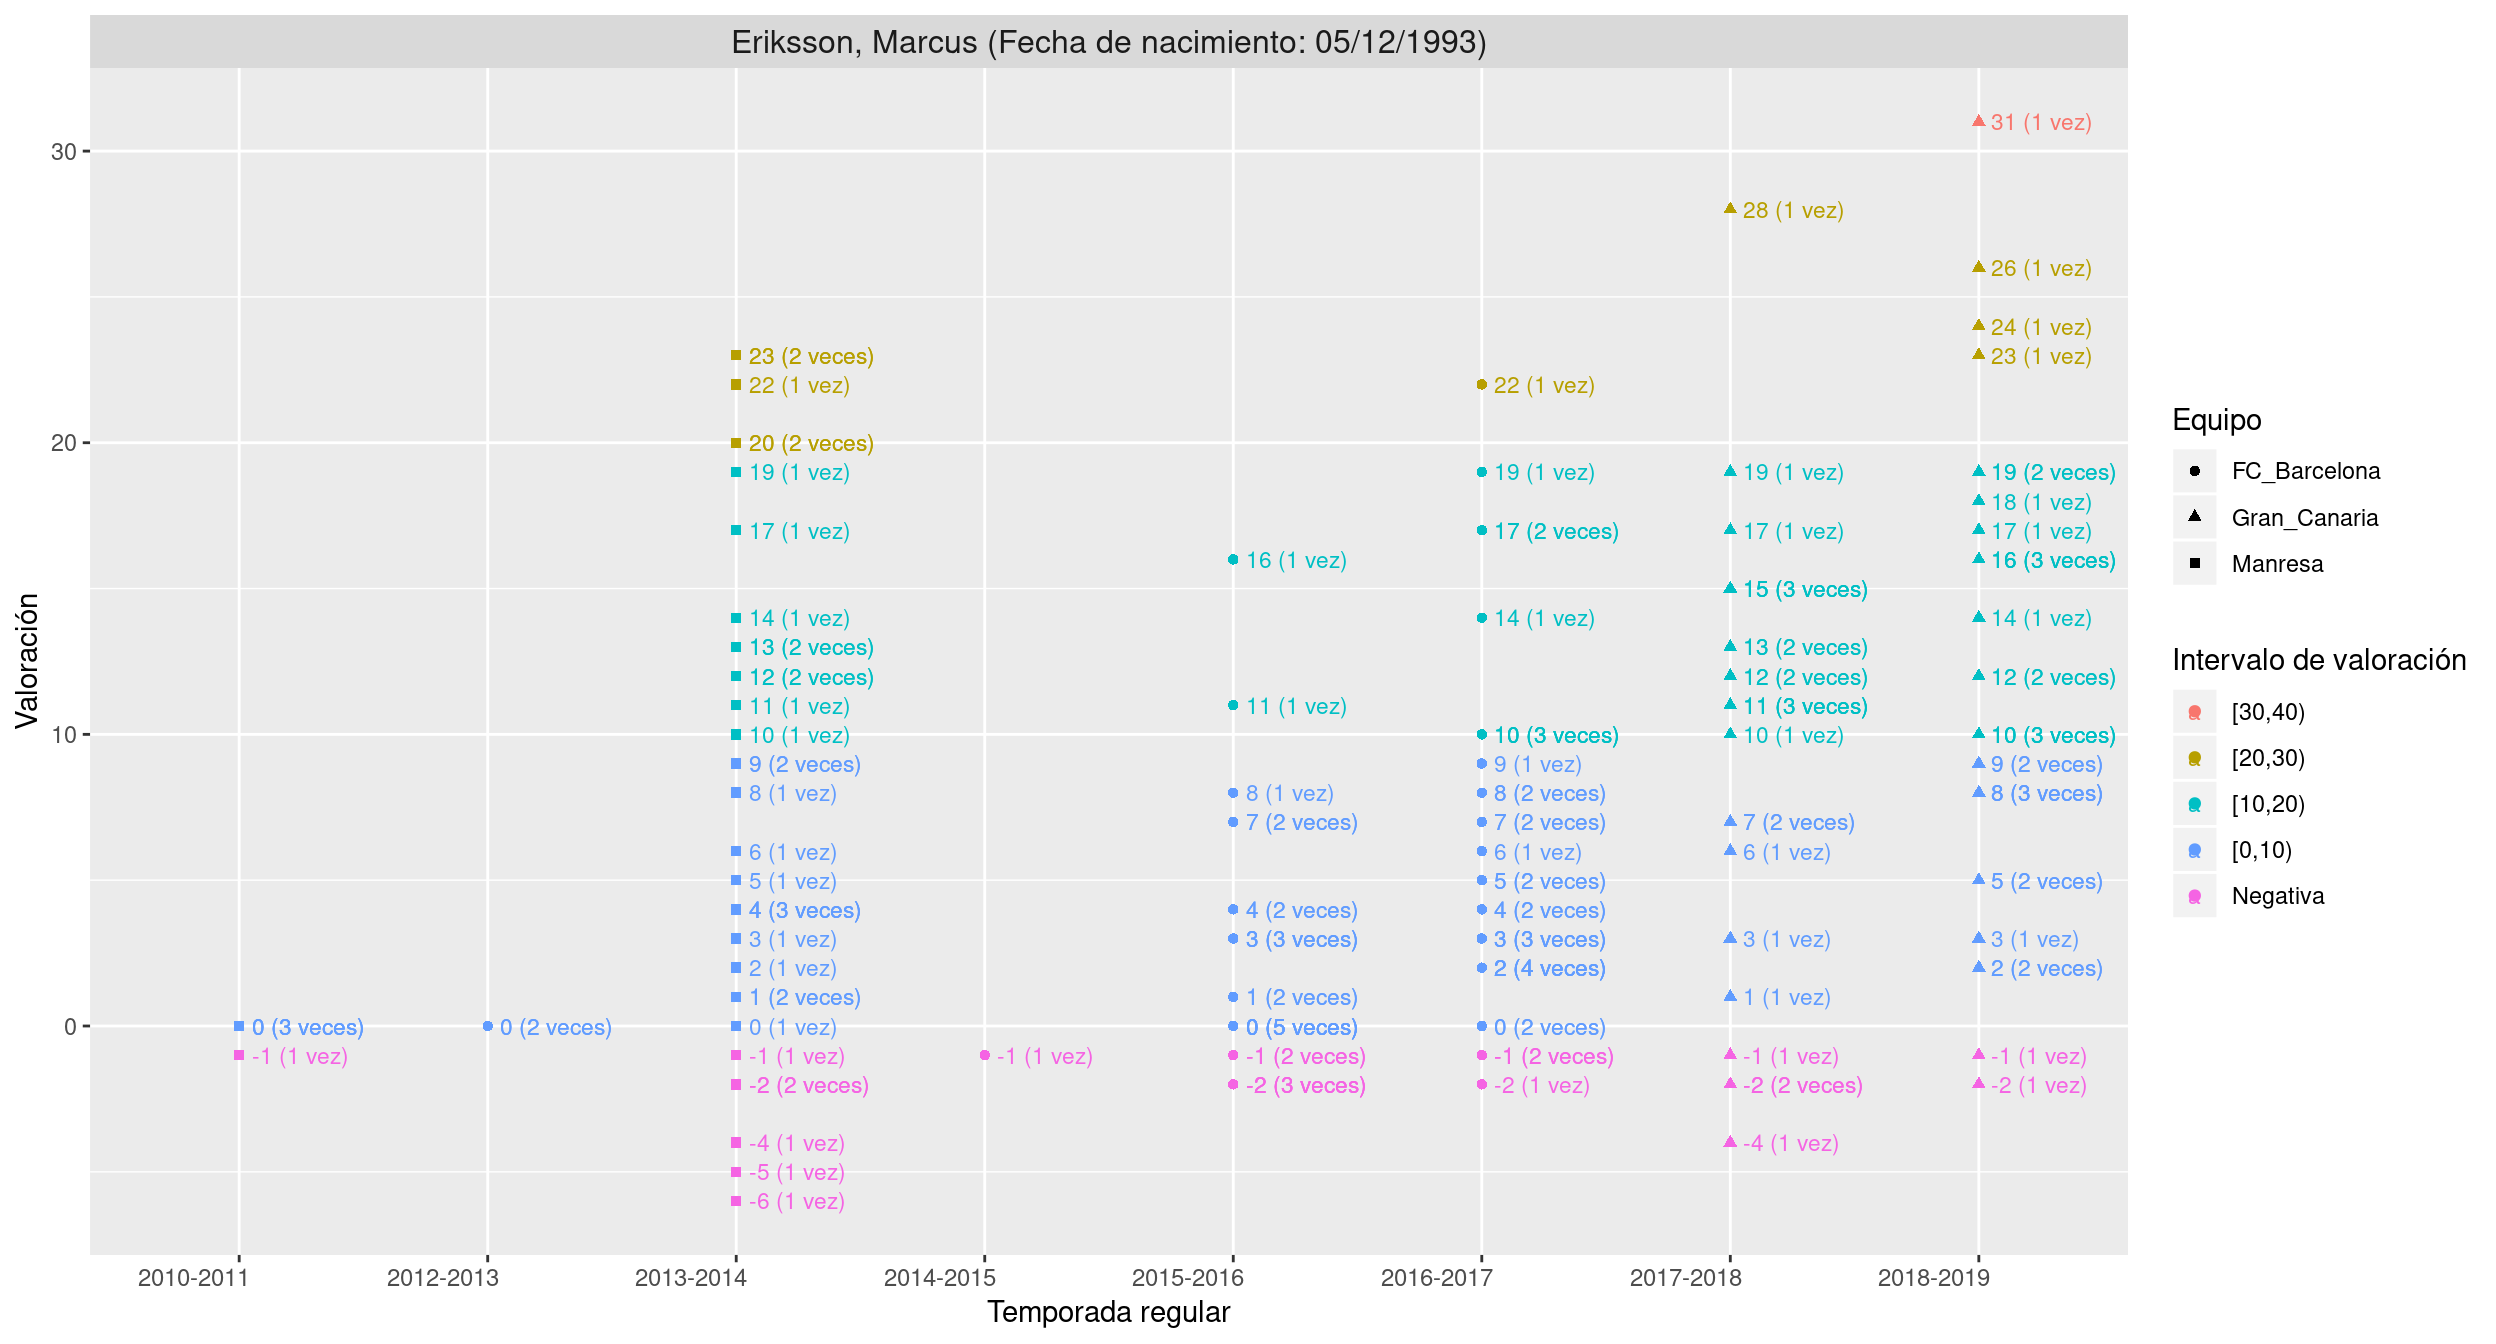 Eriksson, Marcus (Fecha de nacimiento: 05/12/1993)
31 (1 vez)
30
28 (1 vez)
26 (1 vez)
24 (1 vez)
23 (2 veces) 23 (1 vez)
22 (1 vez) 22 (1 vez)
20 20 (2 veces)
19 (1 vez) 19 (1 vez) 19 (1 vez) 19 (2 veces)
18 (1 vez)
17 (1 vez) 17 (2 veces) 17 (1 vez) 17 (1 vez)
16 (1 vez) 16 (3 veces)
15 (3 veces)
14 (1 vez) 14 (1 vez) 14 (1 vez)
13 (2 veces) 13 (2 veces)
12 (2 veces) 12 (2 veces) 12 (2 veces)
11 (1 vez) 11 (1 vez) 11 (3 veces)
10 10 (1 vez) 10 (3 veces) 10 (1 vez) 10 (3 veces)
9 (2 veces) 9 (1 vez) 9 (2 veces)
8 (1 vez) 8 (1 vez) 8 (2 veces) 8 (3 veces)
7 (2 veces) 7 (2 veces) 7 (2 veces)
6 (1 vez) 6 (1 vez) 6 (1 vez)
5 (1 vez) 5 (2 veces) 5 (2 veces)
4 (3 veces) 4 (2 veces) 4 (2 veces)
3 (1 vez) 3 (3 veces) 3 (3 veces) 3 (1 vez) 3 (1 vez)
2 (1 vez) 2 (4 veces) 2 (2 veces)
1 (2 veces) 1 (2 veces) 1 (1 vez)
0 0 (3 veces) 0 (2 veces) 0 (1 vez) 0 (5 veces) 0 (2 veces)
-1 (1 vez) -1 (1 vez) -1 (1 vez) -1 (2 veces) -1 (2 veces) -1 (1 vez) -1 (1 vez)
-2 (2 veces) -2 (3 veces) -2 (1 vez) -2 (2 veces) -2 (1 vez)
-4 (1 vez) -4 (1 vez)
-5 (1 vez)
-6 (1 vez)
2010-2011 2012-2013 2013-2014 2014-2015 2015-2016 2016-2017 2017-2018 2018-2019
Temporada regular
Valoración
Equipo
FC_Barcelona
Gran_Canaria
Manresa
Intervalo de valoración
[30,40)
[20,30)
[10,20)
[0,10)
Negativa